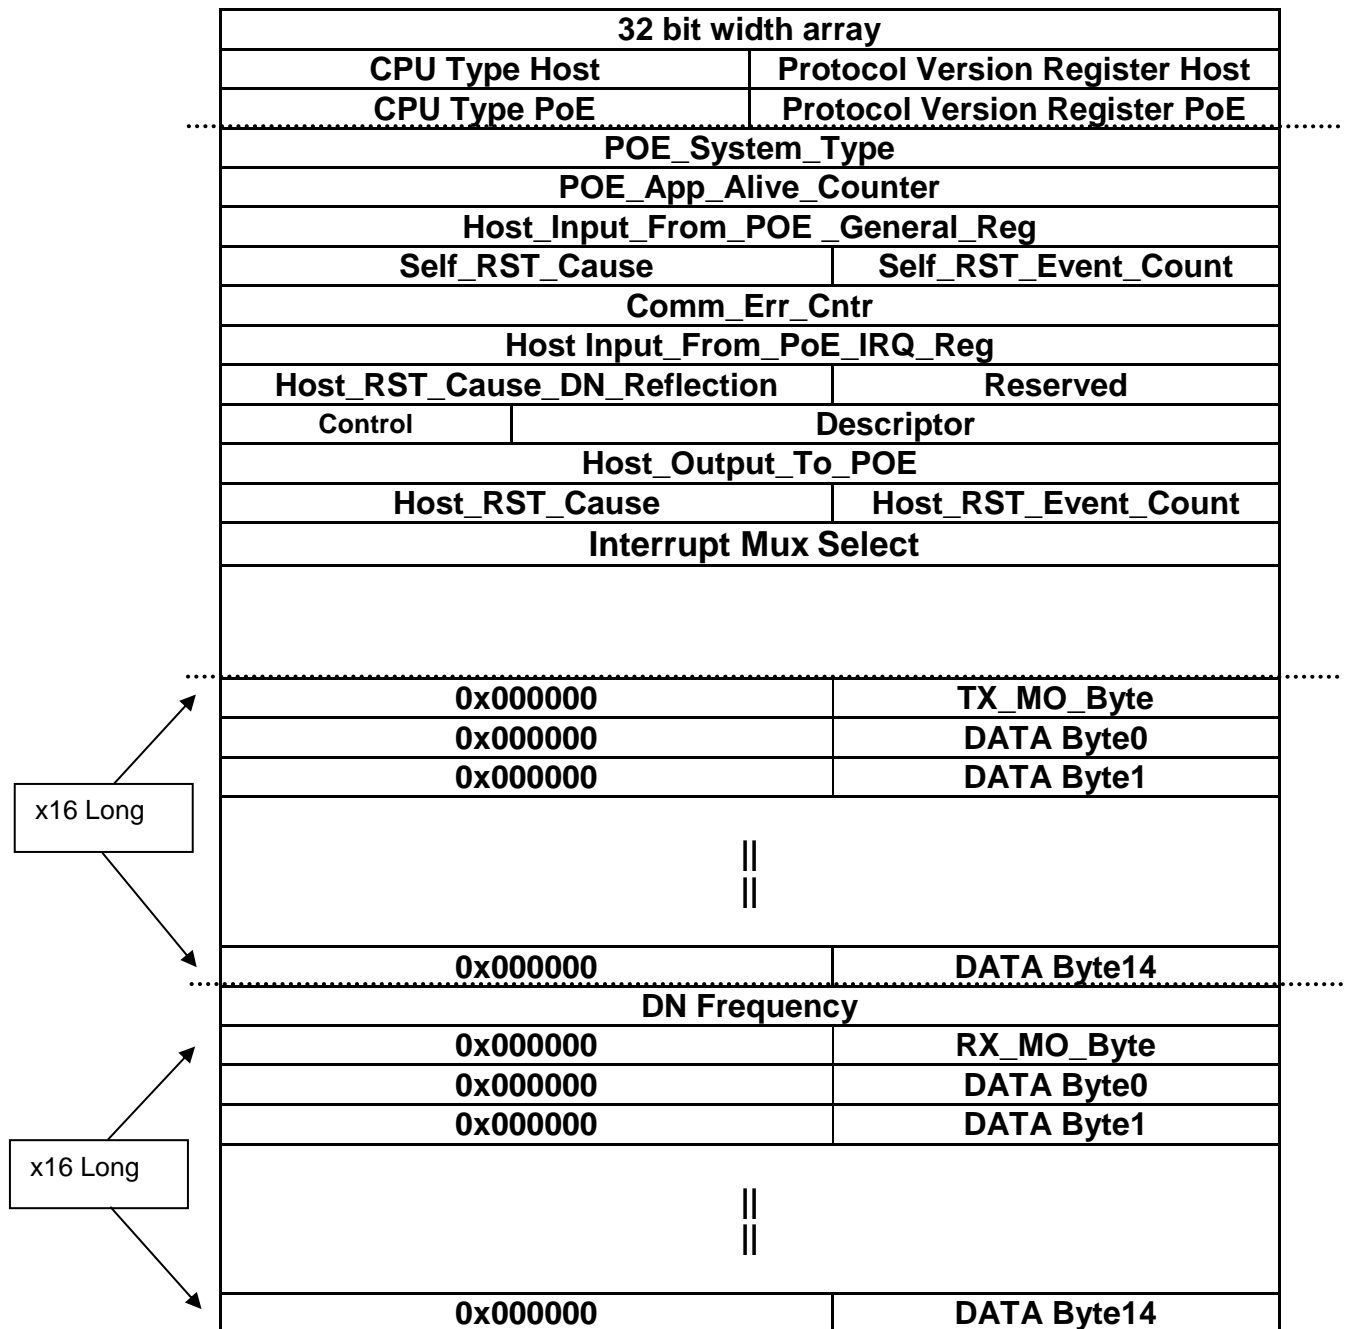 32 bit width array
CPU Type Host Protocol Version Register Host
CPU Type PoE Protocol Version Register PoE
POE_System_Type
POE_App_Alive_Counter
Host_Input_From_POE _General_Reg
Self_RST_Cause Self_RST_Event_Count
Comm_Err_Cntr
Host Input_From_PoE_IRQ_Reg
Host_RST_Cause_DN_Reflection Reserved
Control Descriptor
Host_Output_To_POE
Host_RST_Cause Host_RST_Event_Count
Interrupt Mux Select
0x000000 TX_MO_Byte
0x000000 DATA Byte0
0x000000 DATA Byte1
x16 Long
||
||
0x000000 DATA Byte14
DN Frequency
0x000000 RX_MO_Byte
0x000000 DATA Byte0
0x000000 DATA Byte1
x16 Long
||
||
0x000000 DATA Byte14